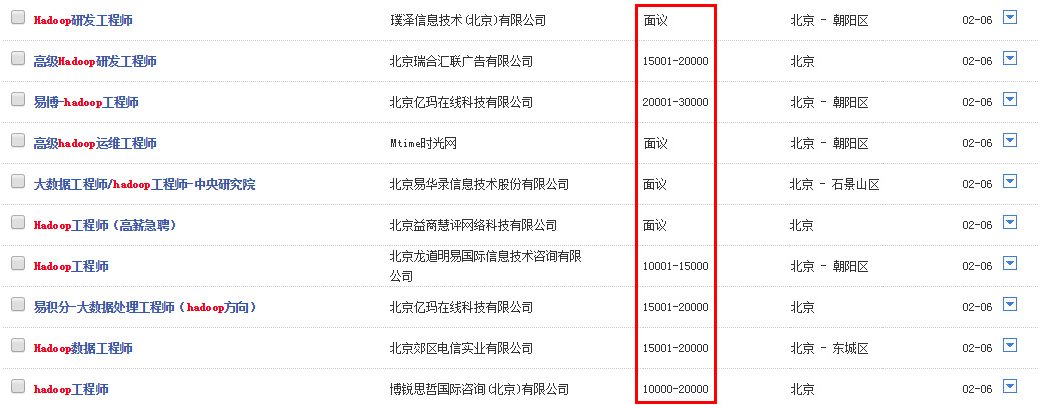 Hadoop研发工程师 璞泽信息技术(北京)有限公司 面议 北京 - 朝阳区 02-06
高级Hadoop研发工程师 北京瑞合汇联广告有限公司 15001-20000 北京 02-06
易博-hadoop工程师 北京亿玛在线科技有限公司 20001-30000 北京 - 朝阳区 02-06
高级hadoop运维工程师 Mtime时光网 面议 北京 - 朝阳区 02-06
大数据工程师/hadoop工程师-中央研究院 北京易华录信息技术股份有限公司 面议 北京 - 石景山区 02-06
Hadoop工程师（高薪急聘） 北京益商慧评网络科技有限公司 面议 北京 02-06
Hadoop工程师 北京龙道明易国际信息技术咨询有限 10001-15000 北京 - 朝阳区 02-06
公司
易积分-大数据处理工程师（hadoop方向） 北京亿玛在线科技有限公司 15001-20000 北京 02-06
Hadoop数据工程师 北京郊区电信实业有限公司 15001-20000 北京 - 东城区 02-06
hadoop工程师 博锐思哲国际咨询(北京)有限公司 10000-20000 北京 02-06